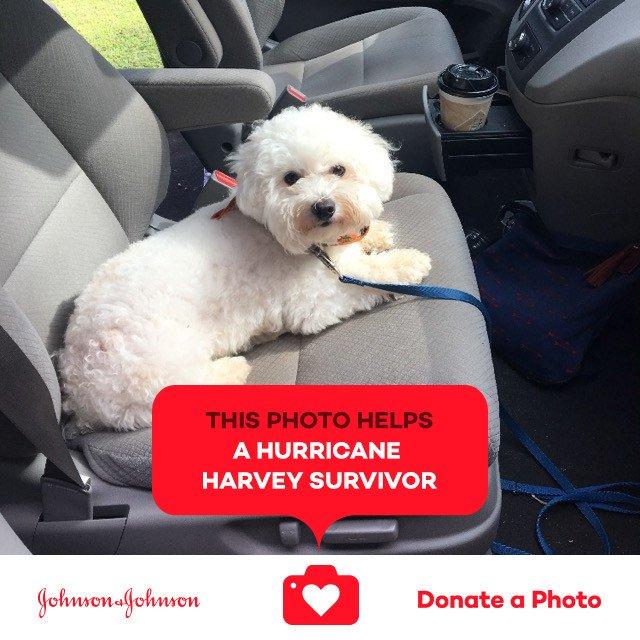 THIS PHOTO HELPS
A HURRICANE
HARVEY SURVIVOR
Johnson & Johnson
Donate a Photo